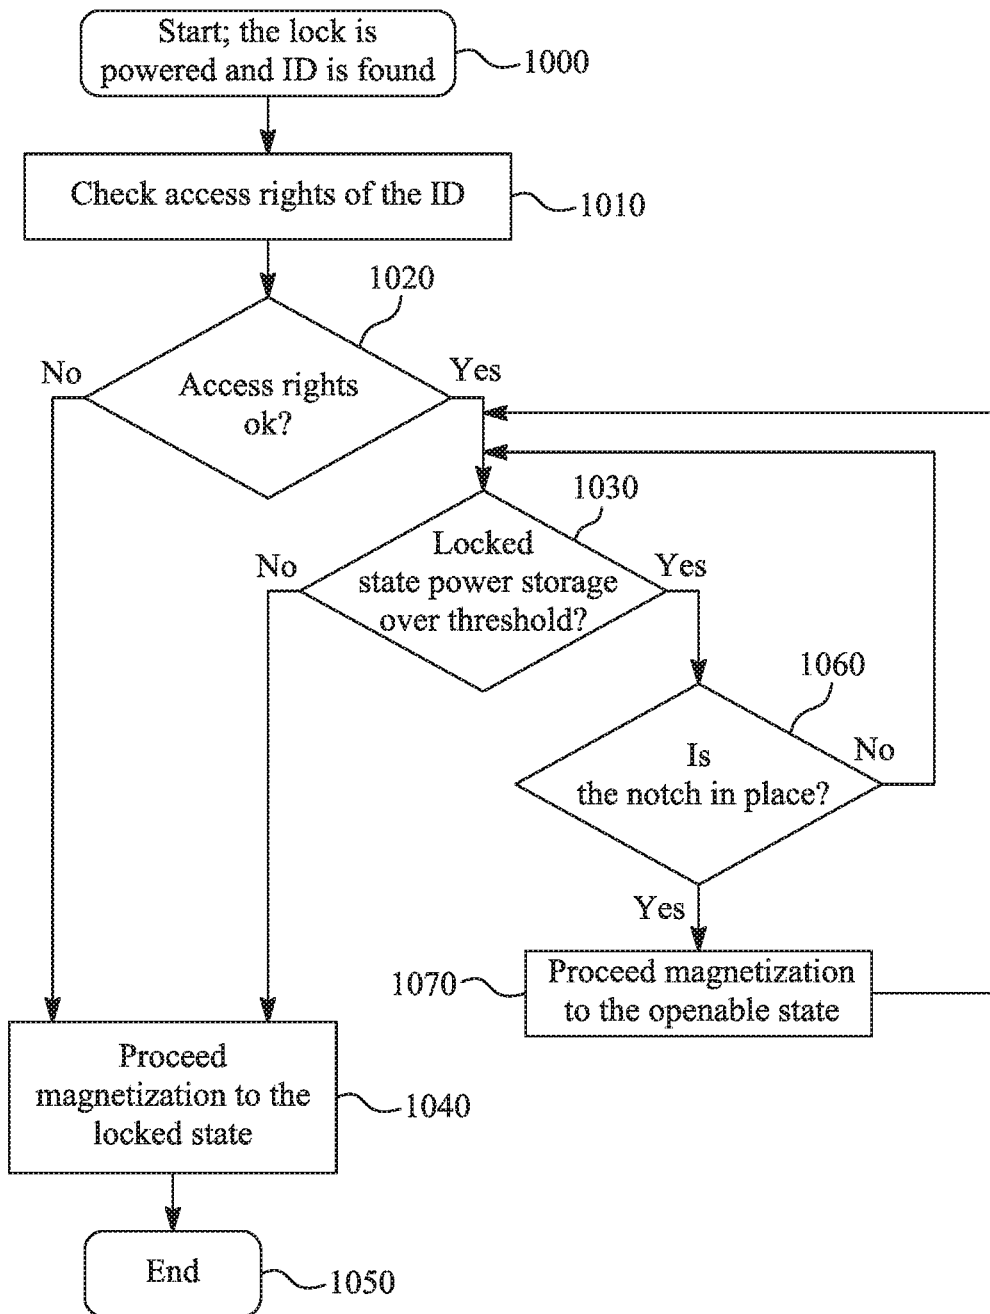 Start; the lock is
powered and ID is found
1000
Check access rights of the ID
1010
1020
No
Yes
Access rights
ok?
1030
No
Yes
Locked
state power storage
over threshold?
1060
Is
the notch in place?
No
Yes
1070
Proceed magnetization
to the openable state
Proceed
magnetization to the
locked state
1040
End
1050